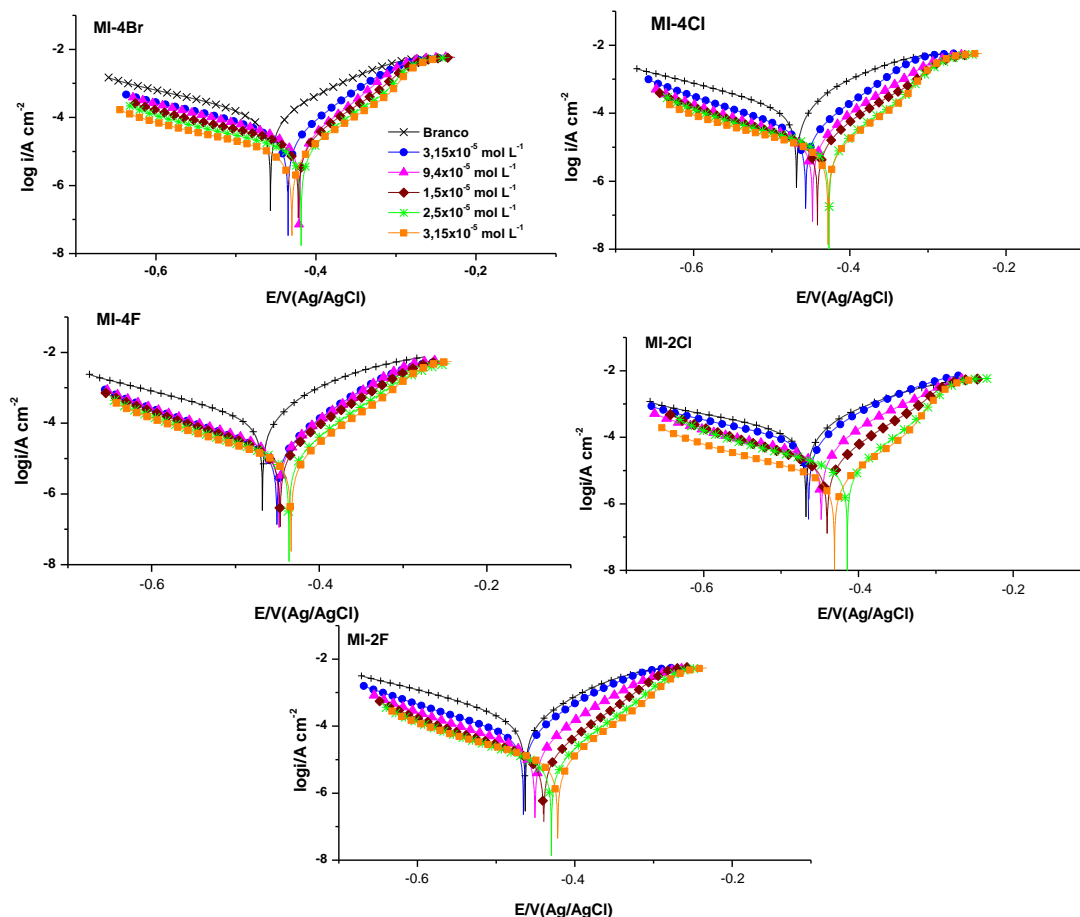 MI-4Br
-2
-4
-6
-8
log i/A cm⁻²
Branco
3,15x10⁻⁵ mol L⁻¹
9,4x10⁻⁵ mol L⁻¹
1,5x10⁻⁵ mol L⁻¹
2,5x10⁻⁵ mol L⁻¹
3,15x10⁻⁵ mol L⁻¹
-0,6 -0,4 -0,2
E/V(Ag/AgCl)
MI-4Cl
-2
-4
-6
-8
log i/A cm⁻²
-0.6 -0.4 -0.2
E/V(Ag/AgCl)
MI-4F
-2
-4
-6
-8
logi/A cm⁻²
-0.6 -0.4 -0.2
E/V(Ag/AgCl)
MI-2Cl
-2
-4
-6
-8
logi/A cm⁻²
-0.6 -0.4 -0.2
E/V(Ag/AgCl)
MI-2F
-2
-4
-6
-8
logi/A cm⁻²
-0.6 -0.4 -0.2
E/V(Ag/AgCl)